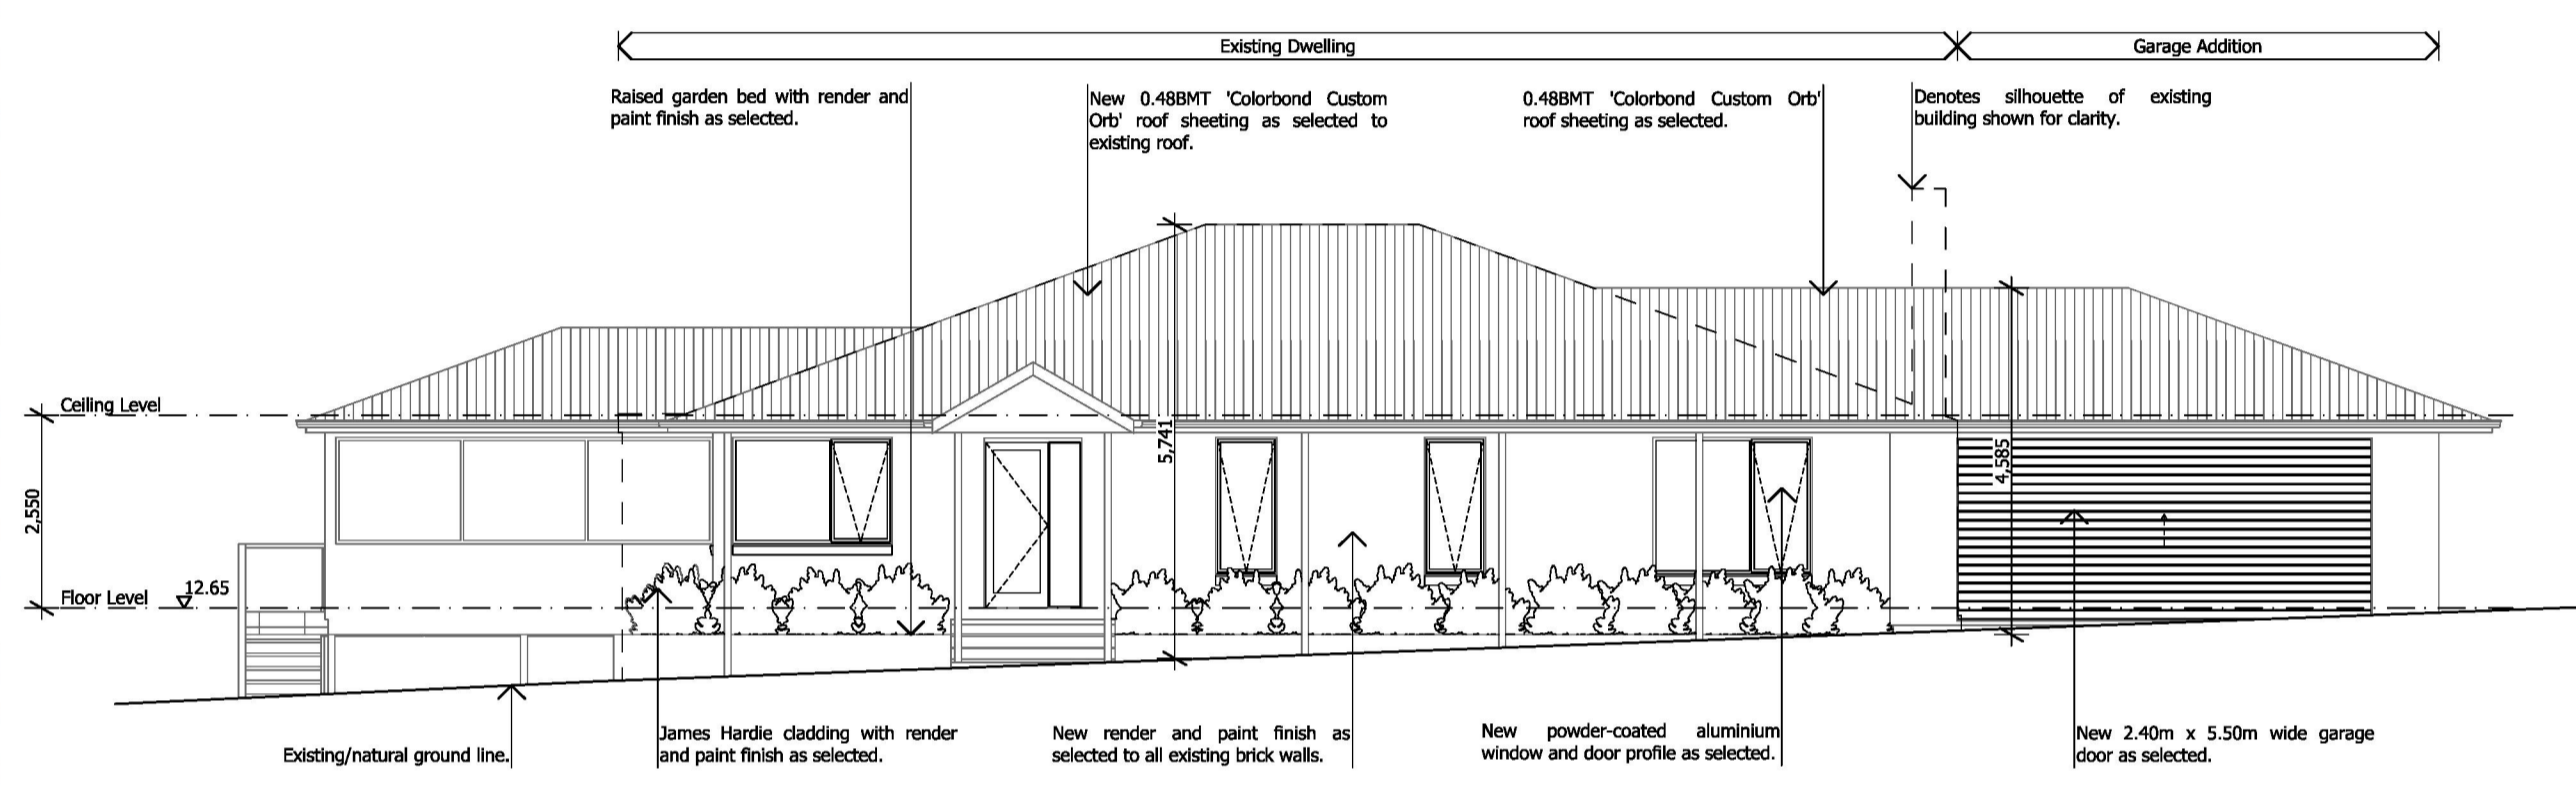 Existing Dwelling
Garage Addition
Raised garden bed with render and
paint finish as selected.
New 0.48BMT 'Colorbond Custom
Orb' roof sheeting as selected to
existing roof.
0.48BMT 'Colorbond Custom Orb'
roof sheeting as selected.
Denotes silhouette of existing
building shown for clarity.
Ceiling Level
5,741
4,585
2,550
Floor Level
12.65
Existing/natural ground line.
James Hardie cladding with render
and paint finish as selected.
New render and paint finish as
selected to all existing brick walls.
New powder-coated aluminium
window and door profile as selected.
New 2.40m x 5.50m wide garage
door as selected.